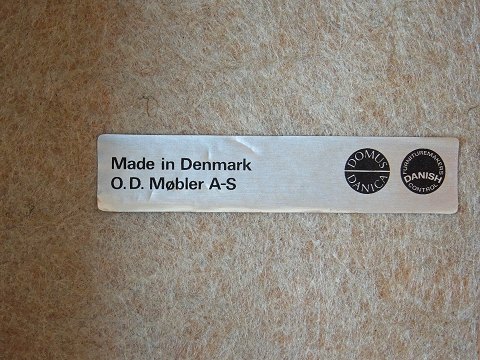 Made in Denmark
O.D. Møbler A-S
DOMUS
DANICA
FURNITUREMAKERS
DANISH
CONTROL